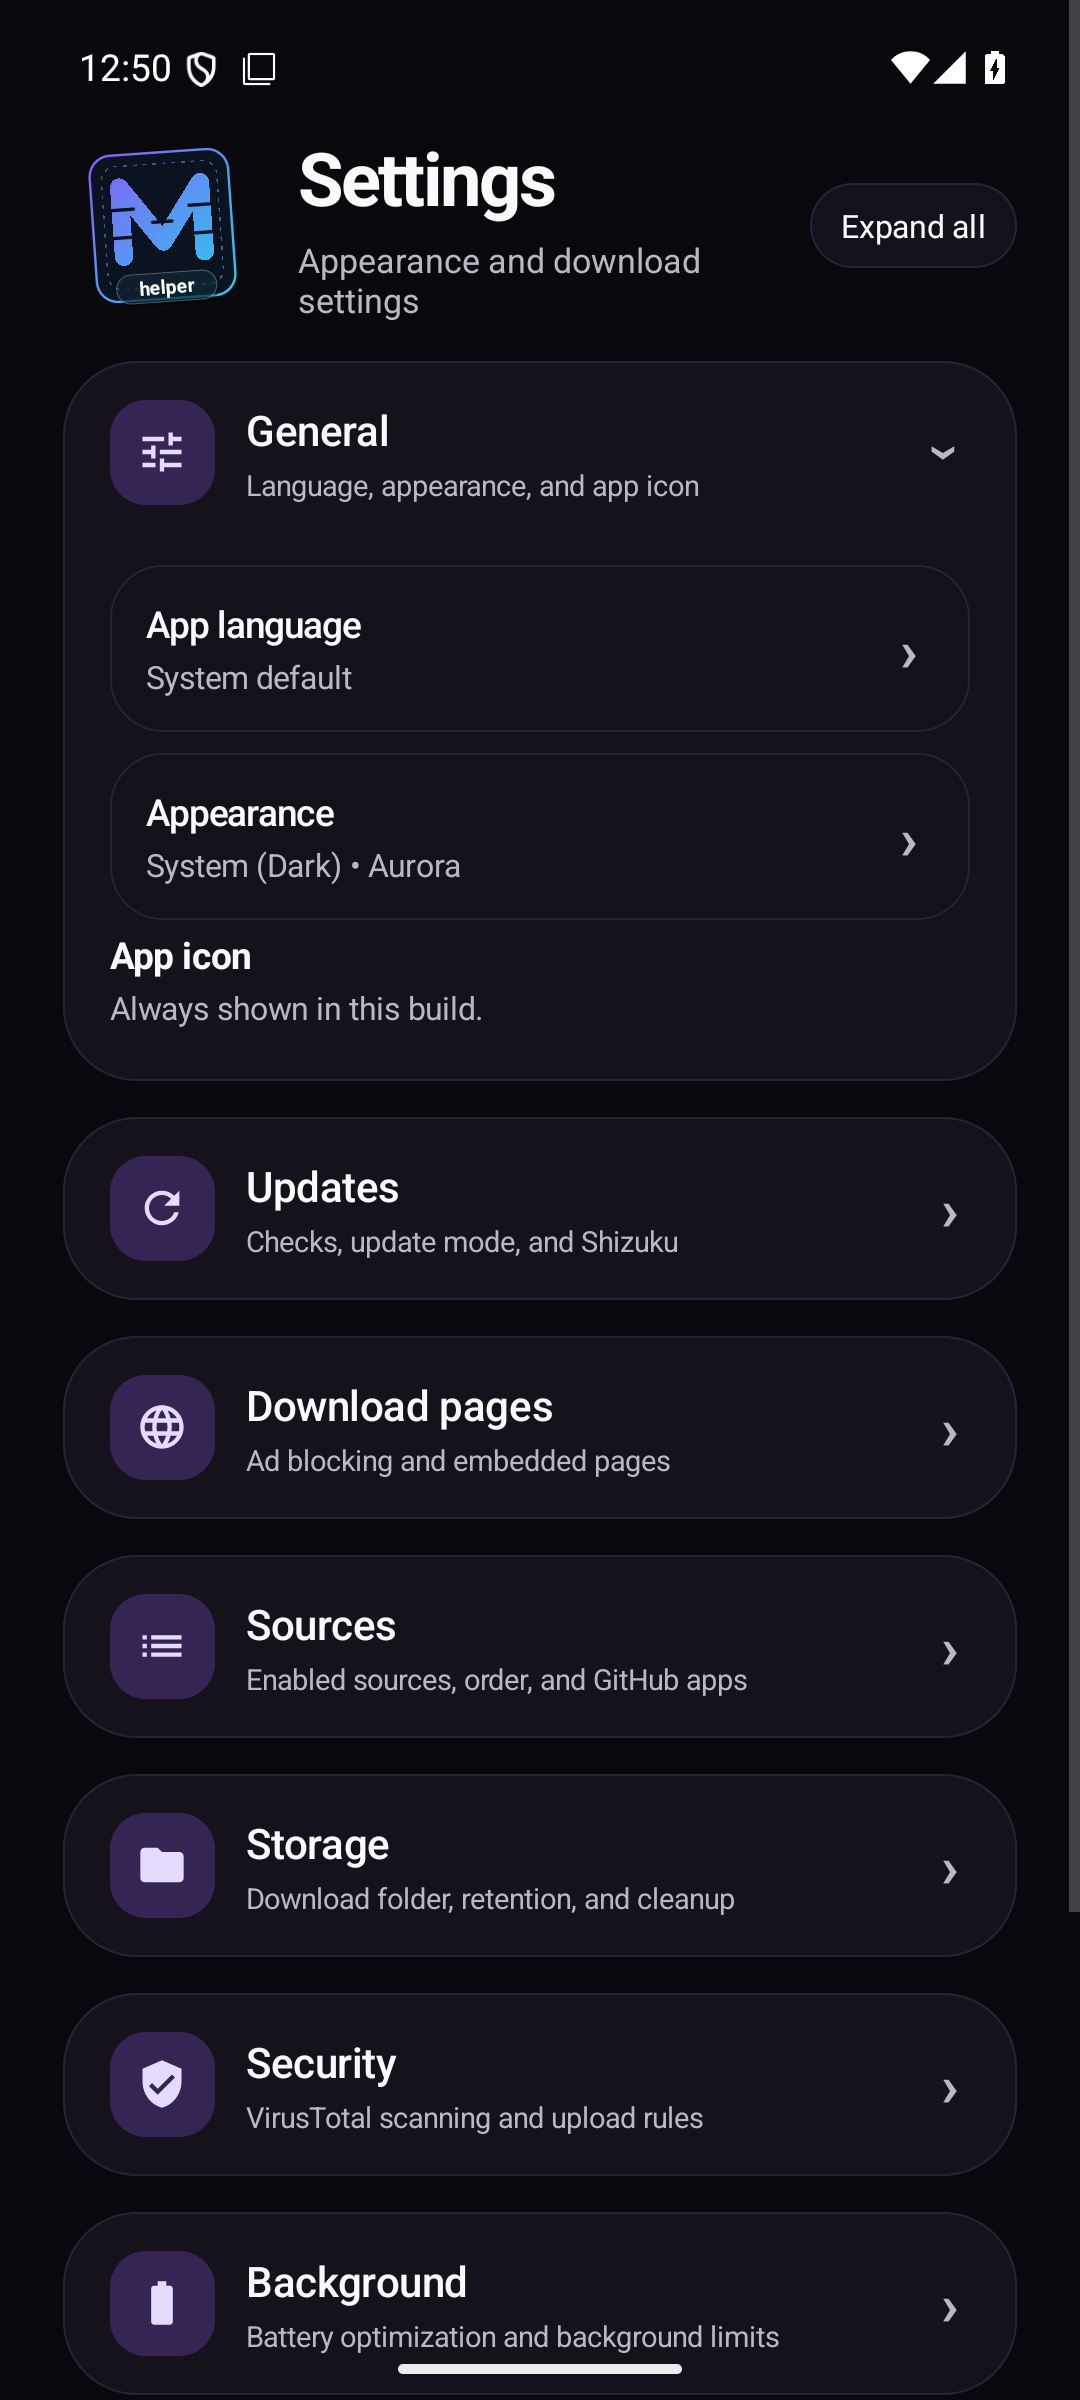 12:50
helper
Settings
Appearance and download
settings
Expand all
General
Language, appearance, and app icon
App language
System default
Appearance
System (Dark) • Aurora
App icon
Always shown in this build.
Updates
Checks, update mode, and Shizuku
Download pages
Ad blocking and embedded pages
Sources
Enabled sources, order, and GitHub apps
Storage
Download folder, retention, and cleanup
Security
VirusTotal scanning and upload rules
Background
Battery optimization and background limits